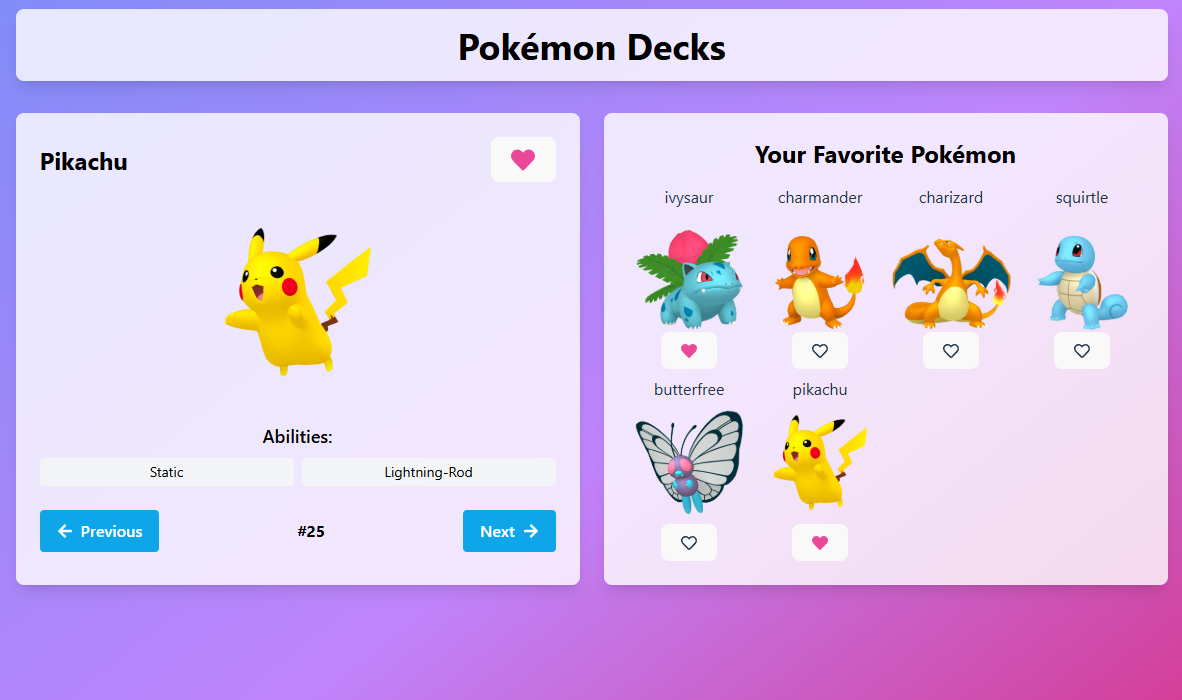 Pokémon Decks
Pikachu
Abilities:
Static
Lightning-Rod
Previous
#25
Next
Your Favorite Pokémon
ivysaur
charmander
charizard
squirtle
butterfree
pikachu